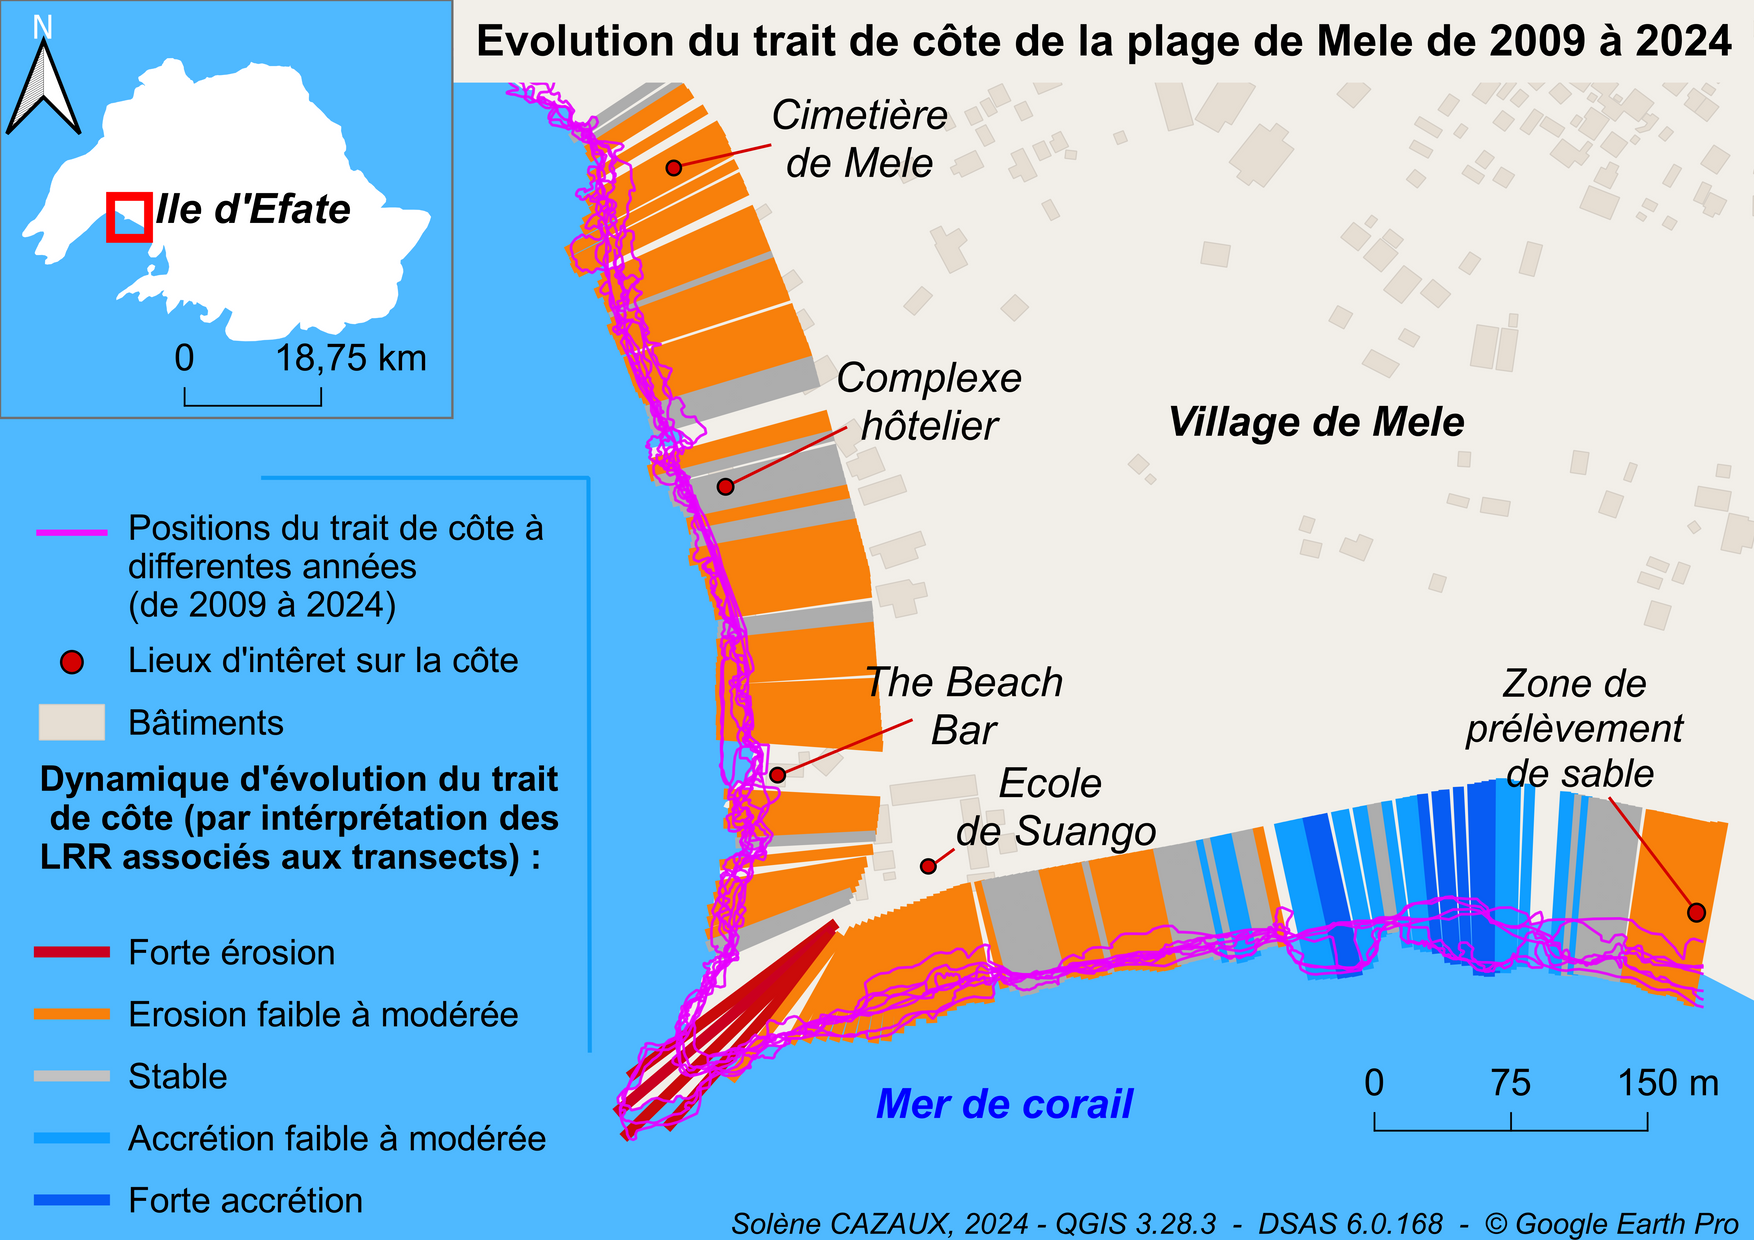 Evolution du trait de côte de la plage de Mele de 2009 à 2024
N
Ile d'Efate
0 18,75 km
Cimetière
de Mele
Complexe
hôtelier
Village de Mele
The Beach
Bar
Ecole
de Suango
Zone de
prélèvement
de sable
Positions du trait de côte à
differentes années
(de 2009 à 2024)
Lieux d'intêret sur la côte
Bâtiments
Dynamique d'évolution du trait
de côte (par intérprétation des
LRR associés aux transects) :
Forte érosion
Erosion faible à modérée
Stable
Accrétion faible à modérée
Forte accrétion
Mer de corail
0 75 150 m
Solène CAZAUX, 2024 - QGIS 3.28.3 - DSAS 6.0.168 - © Google Earth Pro